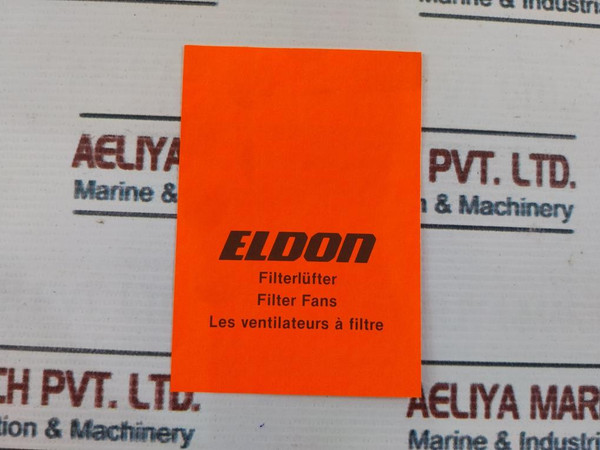 Marine & Industria
AELIYA
PVT. LTD.
Marine &
& Machinery
ELDON
Filterlüfter
Filter Fans
Les ventilateurs à filtre
CH PVT. LTD.
tion & Machinery
AELIYA MAR
Marine & Industri